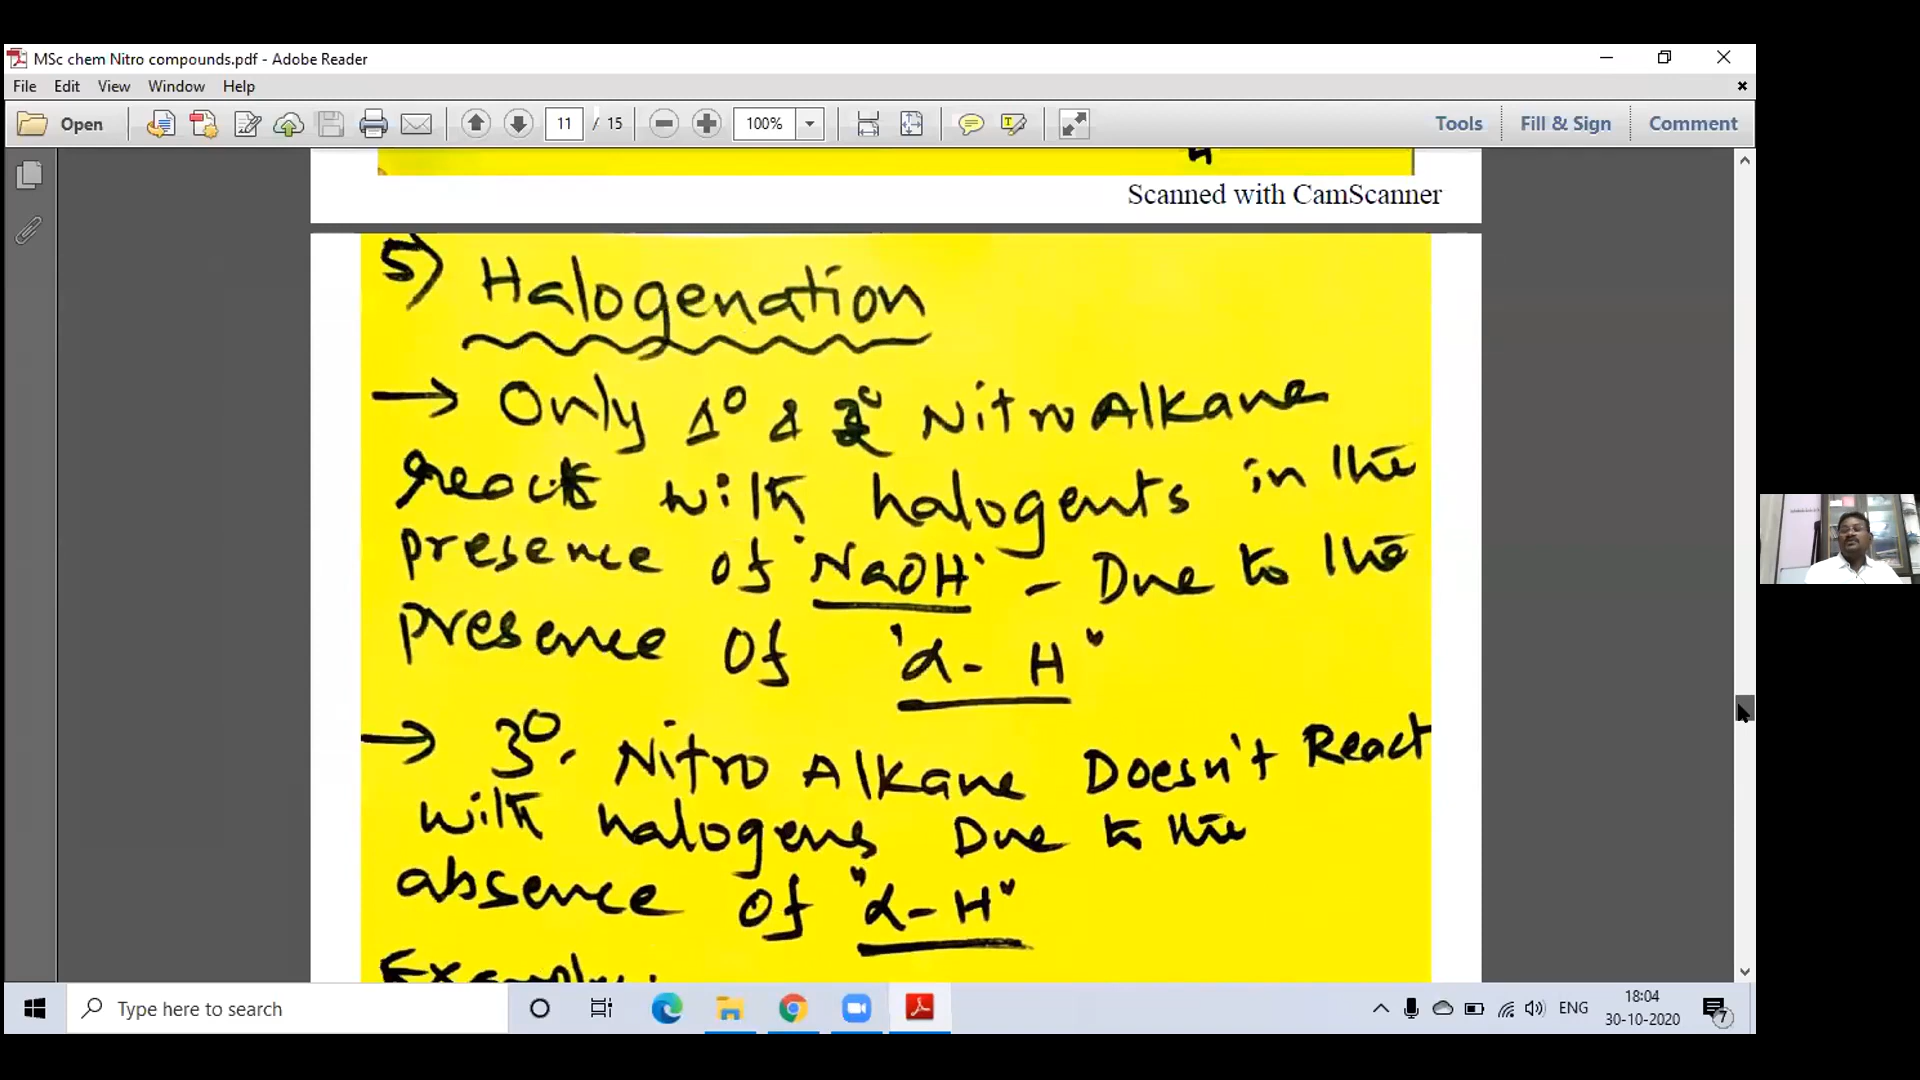 MSc chem Nitro compounds.pdf - Adobe Reader
File Edit View Window Help
Open 11 / 15 100% Tools Fill & Sign Comment
Scanned with CamScanner
5) Halogenation
→ Only 1° & 2° Nitro Alkane
react with halogents in the
presence of 'NaOH' - Due to the
presence Of 'α - H"
→ 3°. Nitro Alkane Doesn't React
with halogens Due to the
absence Of "α - H"
Example:
Type here to search
ENG
18:04
30-10-2020
7